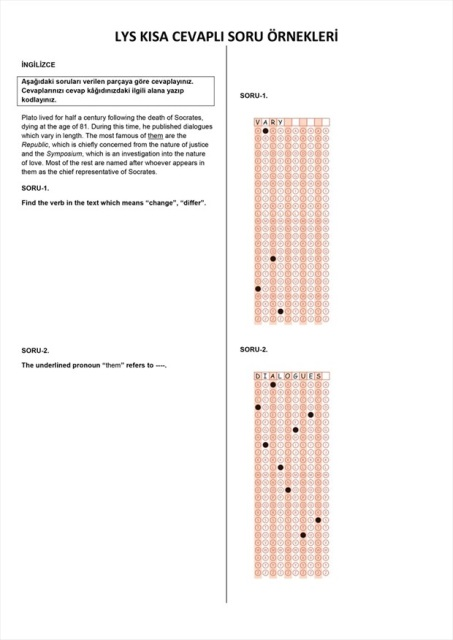 LYS KISA CEVAPLI SORU ÖRNEKLERİ
İNGİLİZCE
Aşağıdaki soruları verilen parçaya göre cevaplayınız.
Cevaplarınızı cevap kâğıdınızdaki ilgili alana yazıp
kodlayınız.
Plato lived for half a century following the death of Socrates,
dying at the age of 81. During this time, he published dialogues
which vary in length. The most famous of them are the
Republic, which is chiefly concerned from the nature of justice
and the Symposium, which is an investigation into the nature
of love. Most of the rest are named after whoever appears in
them as the chief representative of Socrates.
SORU-1.
Find the verb in the text which means “change”, “differ”.
SORU-2.
The underlined pronoun “them” refers to ----.
SORU-1.
VARY
SORU-2.
DIALOGUES